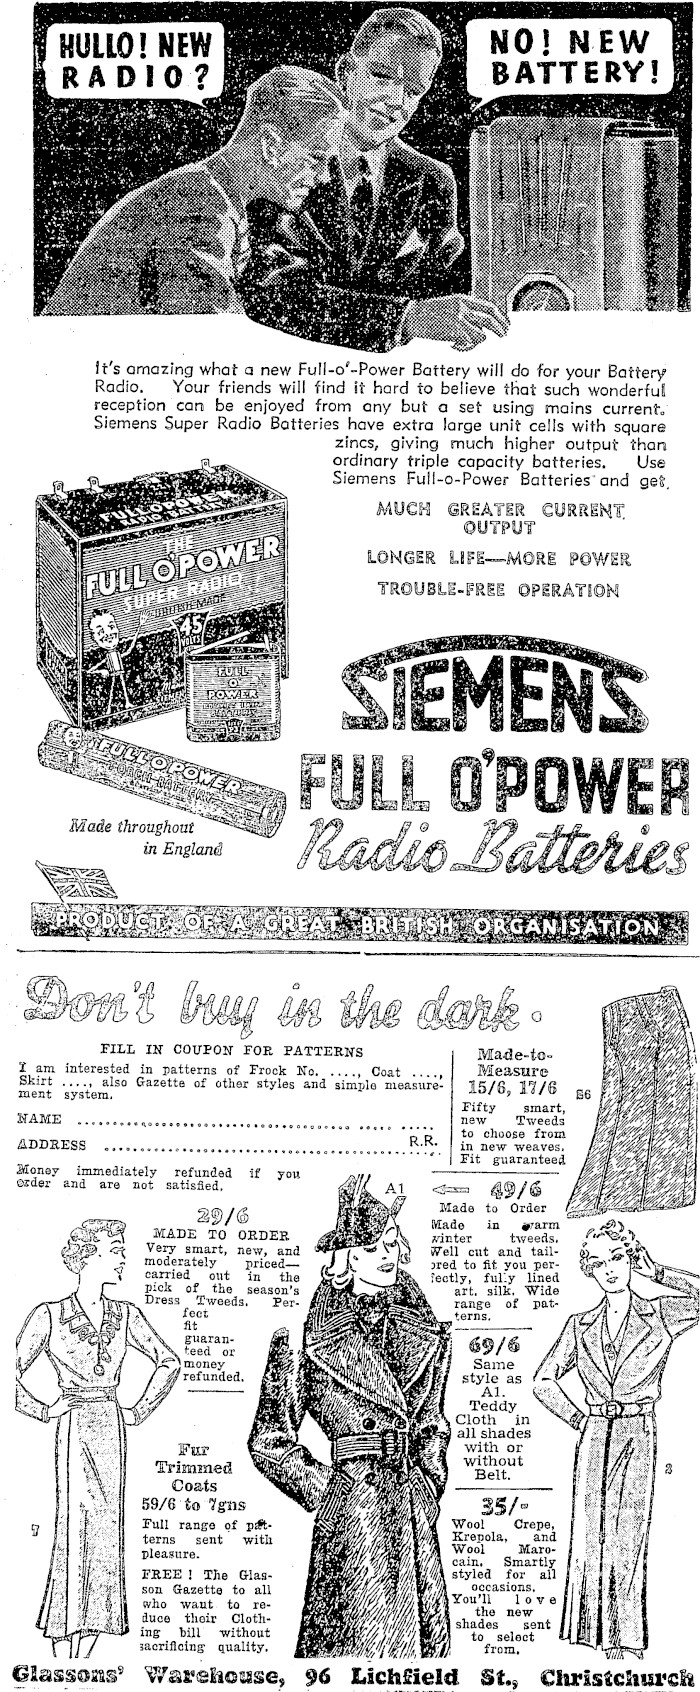 HULLO! NEW
RADIO?
NO! NEW
BATTERY!
It's amazing what a new Full-o'-Power Battery will do for your Battery
Radio. Your friends will find it hard to believe that such wonderful
reception can be enjoyed from any but a set using mains current.
Siemens Super Radio Batteries have extra large unit cells with square
zincs, giving much higher output than
ordinary triple capacity batteries. Use
Siemens Full-o-Power Batteries and get.
MUCH GREATER CURRENT
OUTPUT
LONGER LIFE—MORE POWER
TROUBLE-FREE OPERATION
FULL O'POWER
THE
FULL O'POWER
SUPER RADIO
45
VOLTS
FULL
O'
POWER
FULL O'POWER
SIEMENS
FULL O'POWER
Radio Batteries
Made throughout
in England
PRODUCT OF A GREAT BRITISH ORGANISATION
Don't buy in the dark.
FILL IN COUPON FOR PATTERNS
I am interested in patterns of Frock No. ...., Coat ....,
Skirt ...., also Gazette of other styles and simple measure-
ment system.
NAME
ADDRESS R.R.
Money immediately refunded if you
order and are not satisfied.
Made-to-
Measure
15/6, 17/6
Fifty smart,
new Tweeds
to choose from
in new weaves.
Fit guaranteed
E6
29/6
MADE TO ORDER
Very smart, new, and
moderately priced—
carried out in the
pick of the season's
Dress Tweeds. Per-
fect
fit
guaran-
teed or
money
refunded.
Fur
Trimmed
Coats
59/6 to 7gns
Full range of pat-
terns sent with
pleasure.
FREE! The Glas-
son Gazette to all
who want to re-
duce their Cloth-
ing bill without
sacrificing quality.
7
A1
49/6
Made to Order
Made in warm
winter tweeds.
Well cut and tail-
ored to fit you per-
fectly, fully lined
art. silk. Wide
range of pat-
terns.
69/6
Same
style as
A1.
Teddy
Cloth in
all shades
with or
without
Belt.
35/-
Wool Crepe,
Krepola, and
Wool Maro-
cain. Smartly
styled for all
occasions.
You'll love
the new
shades sent
to select
from.
Glassons' Warehouse, 96 Lichfield St., Christchurch